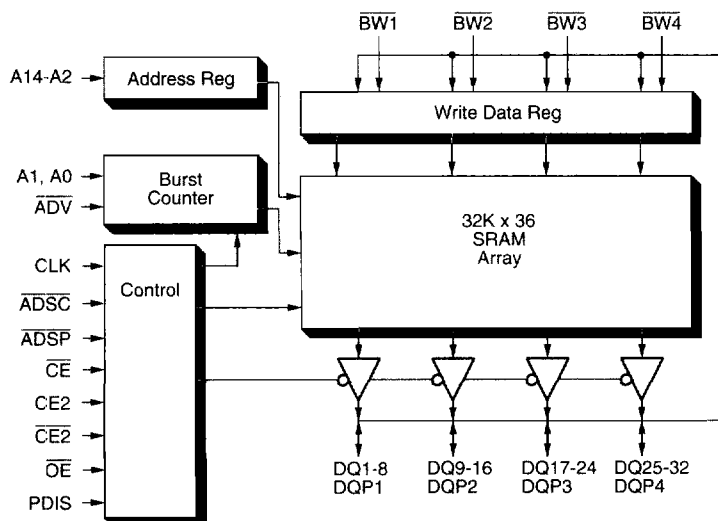 BW1 BW2 BW3 BW4
A14-A2
Address Reg
Write Data Reg
A1, A0
ADV
Burst
Counter
32K x 36
SRAM
Array
CLK
ADSC
ADSP
CE
CE2
CE2
OE
PDIS
Control
DQ1-8 DQ9-16 DQ17-24 DQ25-32
DQP1 DQP2 DQP3 DQP4